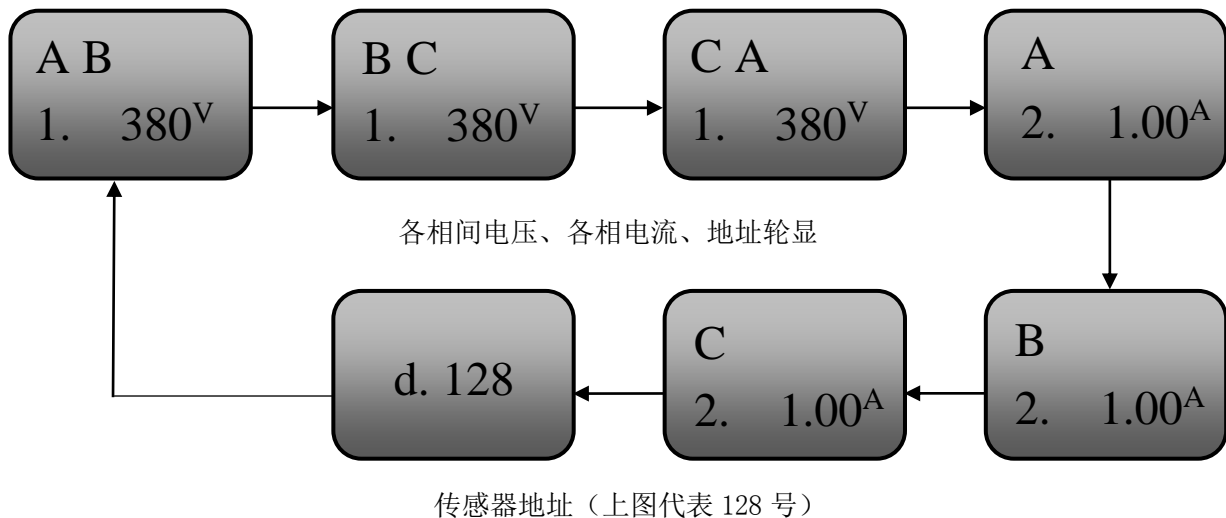 A B
1. 380V
B C
1. 380V
C A
1. 380V
A
2. 1.00A
各相间电压、各相电流、地址轮显
d. 128
C
2. 1.00A
B
2. 1.00A
传感器地址（上图代表 128 号）